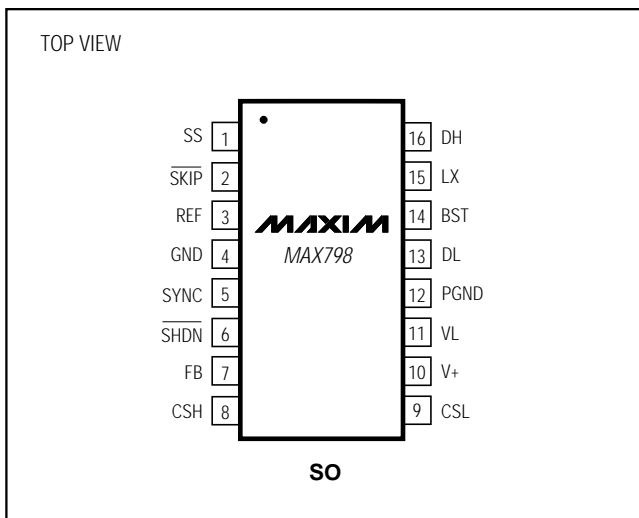 TOP VIEW
SS 1
SKIP 2
REF 3
GND 4
SYNC 5
SHDN 6
FB 7
CSH 8
MAXIM
MAX798
16 DH
15 LX
14 BST
13 DL
12 PGND
11 VL
10 V+
9 CSL
SO